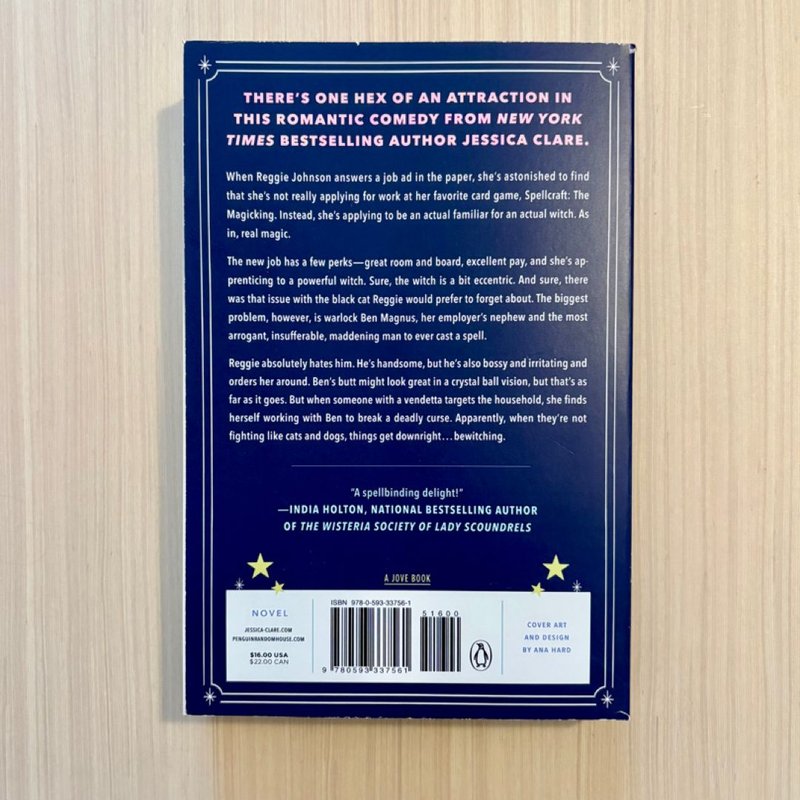 THERE'S ONE HEX OF AN ATTRACTION IN
THIS ROMANTIC COMEDY FROM NEW YORK
TIMES BESTSELLING AUTHOR JESSICA CLARE.
When Reggie Johnson answers a job ad in the paper, she's astonished to find
that she's not really applying for work at her favorite card game, Spellcraft: The
Magicking. Instead, she's applying to be an actual familiar for an actual witch. As
in, real magic.
The new job has a few perks—great room and board, excellent pay, and she's ap-
prenticing to a powerful witch. Sure, the witch is a bit eccentric. And sure, there
was that issue with the black cat Reggie would prefer to forget about. The biggest
problem, however, is warlock Ben Magnus, her employer's nephew and the most
arrogant, insufferable, maddening man to ever cast a spell.
Reggie absolutely hates him. He's handsome, but he's also bossy and irritating and
orders her around. Ben's butt might look great in a crystal ball vision, but that's as
far as it goes. But when someone with a vendetta targets the household, she finds
herself working with Ben to break a deadly curse. Apparently, when they're not
fighting like cats and dogs, things get downright...bewitching.
"A spellbinding delight!"
—INDIA HOLTON, NATIONAL BESTSELLING AUTHOR
OF THE WISTERIA SOCIETY OF LADY SCOUNDRELS
A JOVE BOOK
NOVEL
JESSICA-CLARE.COM
PENGUINRANDOMHOUSE.COM
$16.00 USA
$22.00 CAN
ISBN 978-0-593-33756-1
51600
9 780593 337561
COVER ART
AND DESIGN
BY ANA HARD